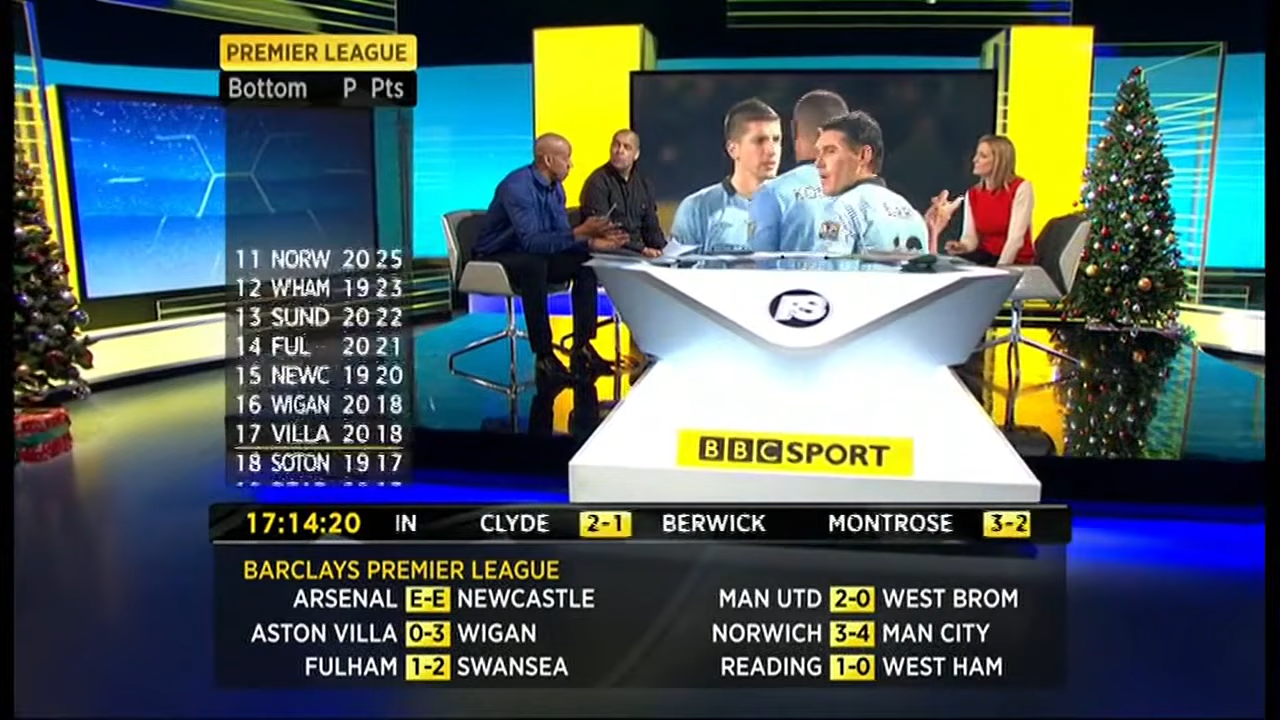 PREMIER LEAGUE
Bottom P Pts
11 NORW 20 25
12 W'HAM 19 23
13 SUND 20 22
14 FUL 20 21
15 NEWC 19 20
16 WIGAN 20 18
17 VILLA 20 18
18 SOTON 19 17
BBC SPORT
17:14:20 IN CLYDE 2-1 BERWICK MONTROSE 3-2
BARCLAYS PREMIER LEAGUE
ARSENAL E-E NEWCASTLE MAN UTD 2-0 WEST BROM
ASTON VILLA 0-3 WIGAN NORWICH 3-4 MAN CITY
FULHAM 1-2 SWANSEA READING 1-0 WEST HAM